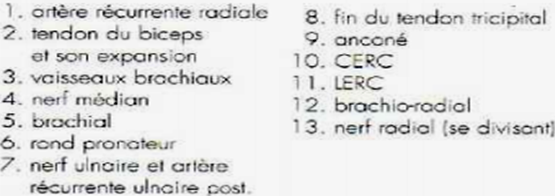 1. artère récurrente radiale
2. tendon du biceps
et son expansion
3. vaisseaux brachiaux
4. nerf médian
5. brachial
6. rond pronateur
7. nerf ulnaire et artère
récurrente ulnaire post.
8. fin du tendon tricipital
9. anconé
10. CERC
11. LERC
12. brachio-radial
13. nerf radial (se divisant)